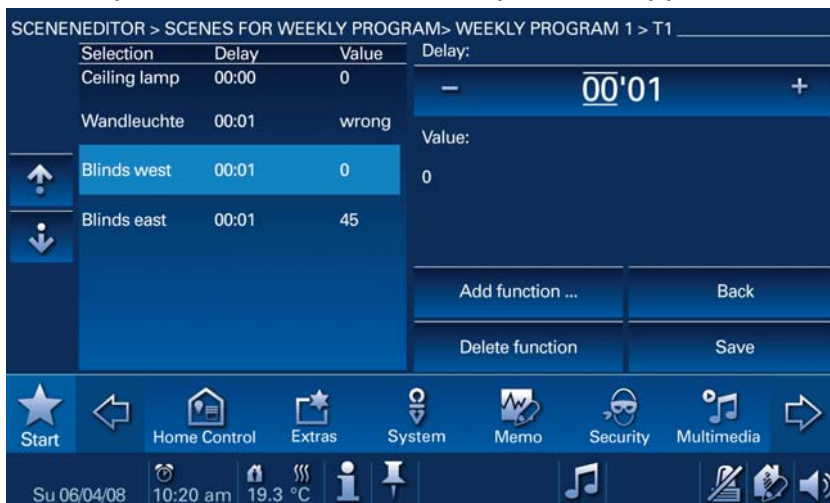 SCENENEDITOR > SCENES FOR WEEKLY PROGRAM> WEEKLY PROGRAM 1 > T1
Selection Delay Value
Ceiling lamp 00:00 0
Wandleuchte 00:01 wrong
Blinds west 00:01 0
Blinds east 00:01 45
Delay:
− 00'01 +
Value:
0
Add function ... Back
Delete function Save
Start Home Control Extras System Memo Security Multimedia
Su 06/04/08 10:20 am 19.3 °C